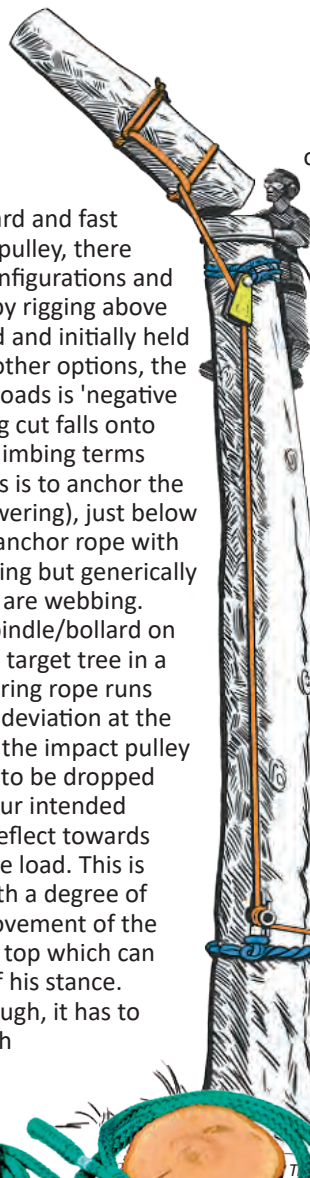 ard and fast
pulley, there
nfigurations and
by rigging above
d and initially held
other options, the
oads is 'negative
g cut falls onto
imbing terms
s is to anchor the
vering), just below
anchor rope with
ing but generically
are webbing.
pindle/bollard on
target tree in a
ring rope runs
deviation at the
the impact pulley
to be dropped
ur intended
eflect towards
e load. This is
th a degree of
ovement of the
top which can
f his stance.
ugh, it has to
h